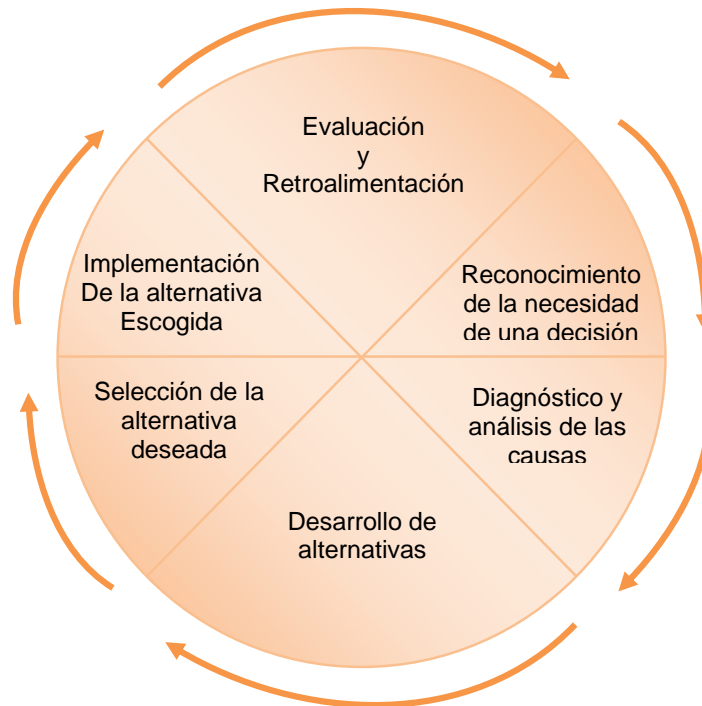 Evaluación
y
Retroalimentación
Reconocimiento
de la necesidad
de una decisión
Diagnóstico y
análisis de las
causas
Desarrollo de
alternativas
Selección de la
alternativa
deseada
Implementación
De la alternativa
Escogida